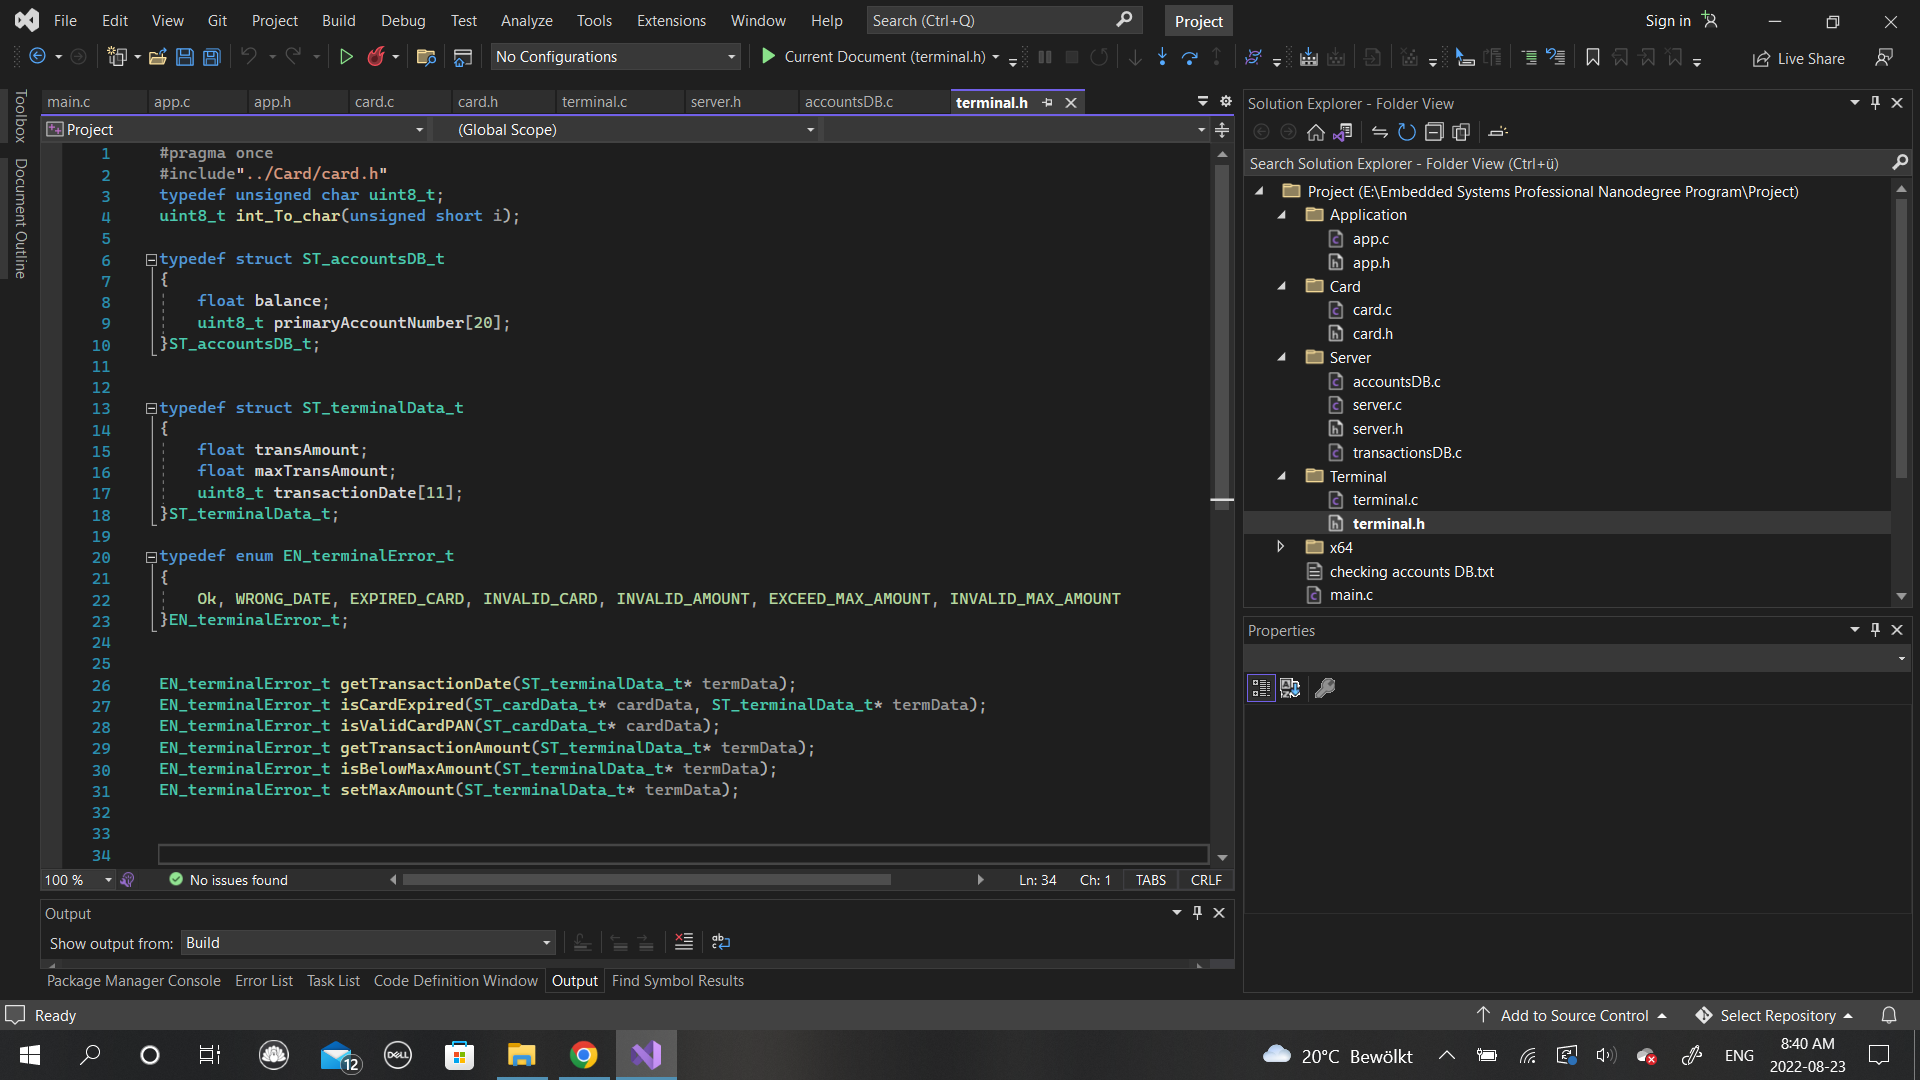 File Edit View Git Project Build Debug Test Analyze Tools Extensions Window Help Search (Ctrl+Q) Project Sign in
No Configurations Current Document (terminal.h) Live Share
Toolbox
Document Outline
main.c app.c app.h card.c card.h terminal.c server.h accountsDB.c terminal.h
Project (Global Scope)
1 #pragma once
2 #include"../Card/card.h"
3 typedef unsigned char uint8_t;
4 uint8_t int_To_char(unsigned short i);
5
6 typedef struct ST_accountsDB_t
7 {
8 float balance;
9 uint8_t primaryAccountNumber[20];
10 }ST_accountsDB_t;
11
12
13 typedef struct ST_terminalData_t
14 {
15 float transAmount;
16 float maxTransAmount;
17 uint8_t transactionDate[11];
18 }ST_terminalData_t;
19
20 typedef enum EN_terminalError_t
21 {
22 Ok, WRONG_DATE, EXPIRED_CARD, INVALID_CARD, INVALID_AMOUNT, EXCEED_MAX_AMOUNT, INVALID_MAX_AMOUNT
23 }EN_terminalError_t;
24
25
26 EN_terminalError_t getTransactionDate(ST_terminalData_t* termData);
27 EN_terminalError_t isCardExpired(ST_cardData_t* cardData, ST_terminalData_t* termData);
28 EN_terminalError_t isValidCardPAN(ST_cardData_t* cardData);
29 EN_terminalError_t getTransactionAmount(ST_terminalData_t* termData);
30 EN_terminalError_t isBelowMaxAmount(ST_terminalData_t* termData);
31 EN_terminalError_t setMaxAmount(ST_terminalData_t* termData);
32
33
34
100 % No issues found Ln: 34 Ch: 1 TABS CRLF
Output
Show output from: Build
Package Manager Console Error List Task List Code Definition Window Output Find Symbol Results
Solution Explorer - Folder View
Search Solution Explorer - Folder View (Ctrl+ü)
Project (E:\Embedded Systems Professional Nanodegree Program\Project)
Application
app.c
app.h
Card
card.c
card.h
Server
accountsDB.c
server.c
server.h
transactionsDB.c
Terminal
terminal.c
terminal.h
x64
checking accounts DB.txt
main.c
Properties
Ready Add to Source Control Select Repository
12 DELL 20°C Bewölkt ENG 8:40 AM
2022-08-23